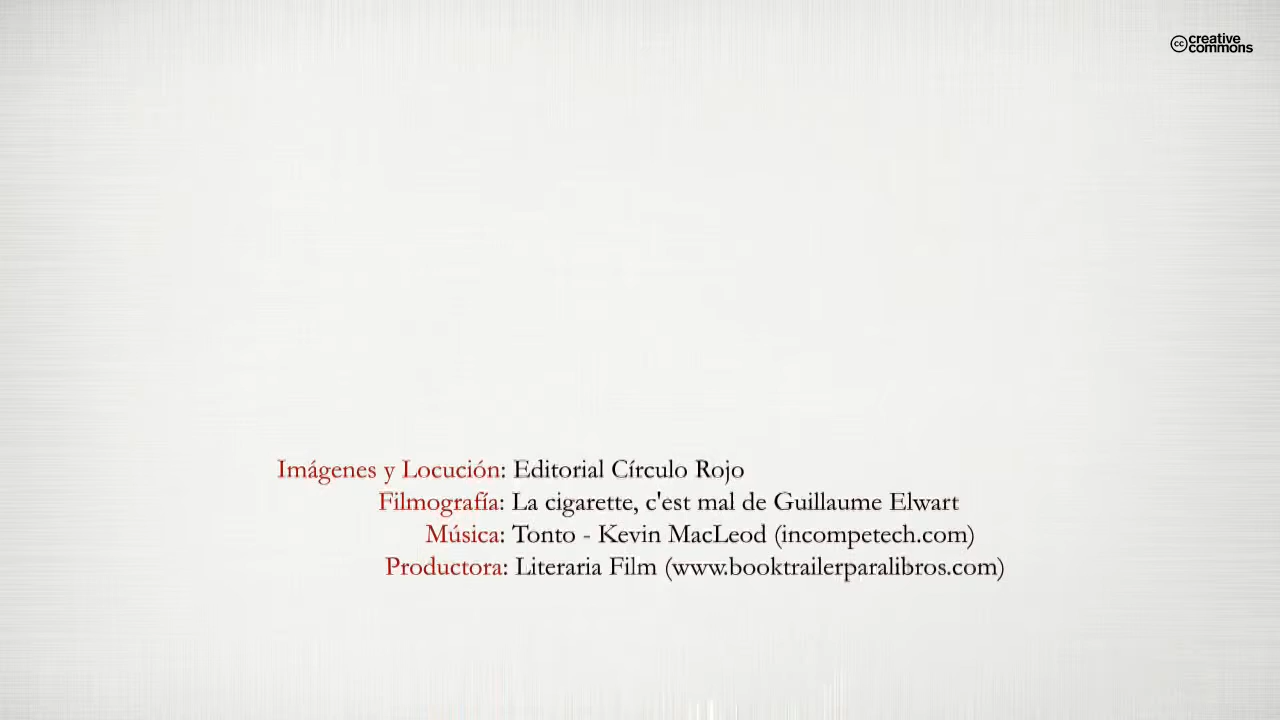 cc creative
commons
Imágenes y Locución: Editorial Círculo Rojo
Filmografía: La cigarette, c'est mal de Guillaume Elwart
Música: Tonto - Kevin MacLeod (incompetech.com)
Productora: Literaria Film (www.booktrailerparalibros.com)